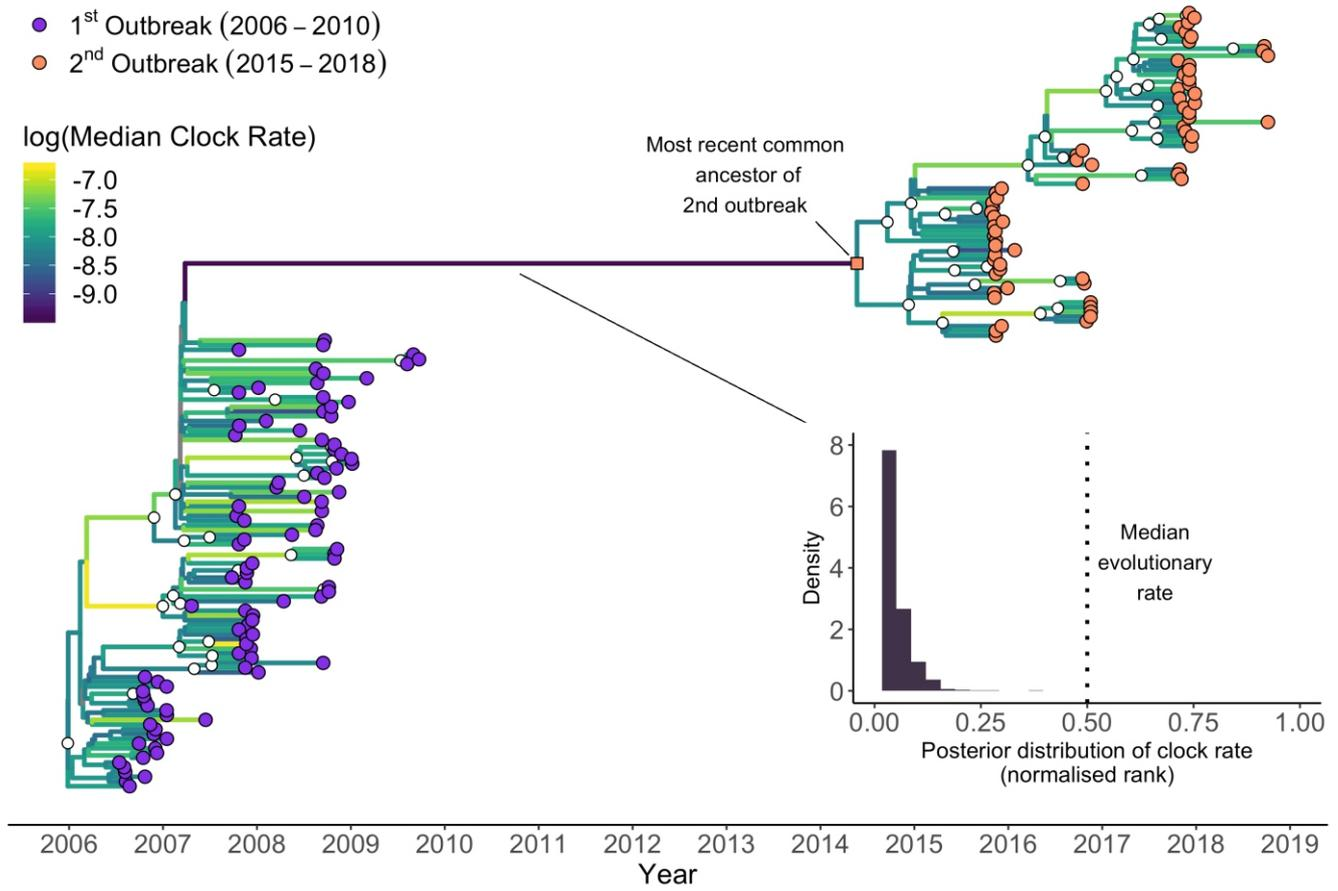 1st Outbreak (2006 – 2010)
2nd Outbreak (2015 – 2018)
log(Median Clock Rate)
-7.0
-7.5
-8.0
-8.5
-9.0
Most recent common
ancestor of
2nd outbreak
8
6
4
2
0
Density
Median
evolutionary
rate
0.00 0.25 0.50 0.75 1.00
Posterior distribution of clock rate
(normalised rank)
2006 2007 2008 2009 2010 2011 2012 2013 2014 2015 2016 2017 2018 2019
Year